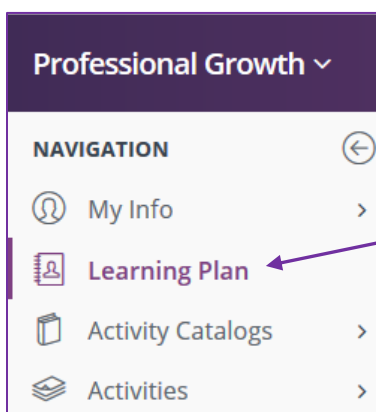 Professional Growth
NAVIGATION
My Info
Learning Plan
Activity Catalogs
Activities